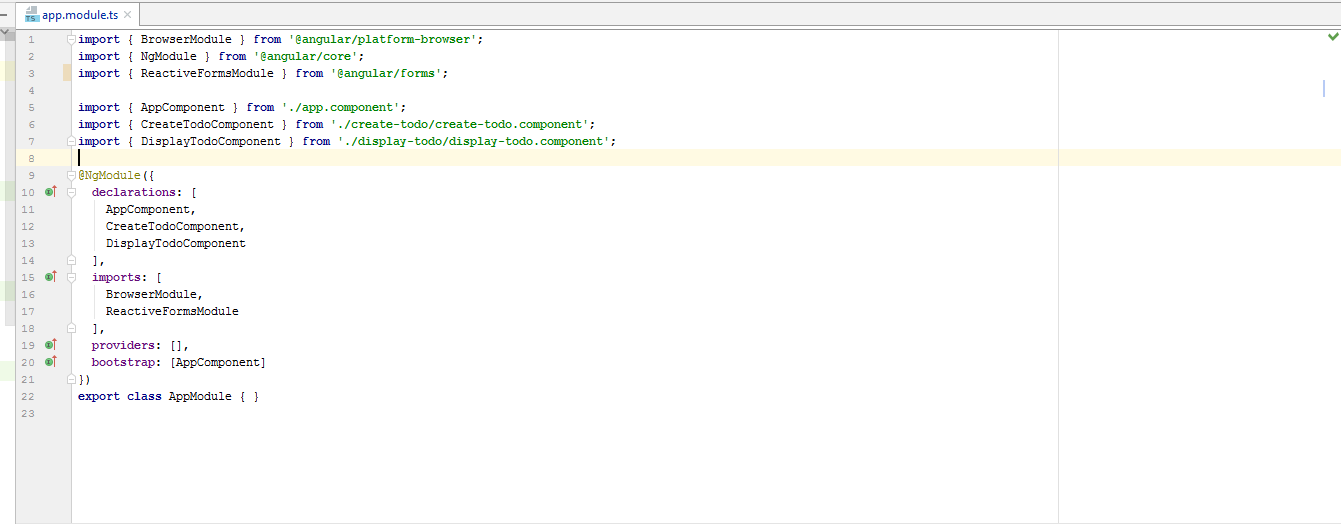 app.module.ts
1 import { BrowserModule } from '@angular/platform-browser';
2 import { NgModule } from '@angular/core';
3 import { ReactiveFormsModule } from '@angular/forms';
4
5 import { AppComponent } from './app.component';
6 import { CreateTodoComponent } from './create-todo/create-todo.component';
7 import { DisplayTodoComponent } from './display-todo/display-todo.component';
8
9 @NgModule({
10   declarations: [
11     AppComponent,
12     CreateTodoComponent,
13     DisplayTodoComponent
14   ],
15   imports: [
16     BrowserModule,
17     ReactiveFormsModule
18   ],
19   providers: [],
20   bootstrap: [AppComponent]
21 })
22 export class AppModule { }
23